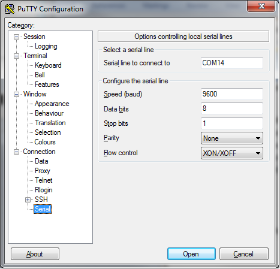 PuTTY Configuration
Category:
Session
Logging
Terminal
Keyboard
Bell
Features
Window
Appearance
Behaviour
Translation
Selection
Colours
Connection
Data
Proxy
Telnet
Rlogin
SSH
Serial
Options controlling local serial lines
Select a serial line
Serial line to connect to COM14
Configure the serial line
Speed (baud) 9600
Data bits 8
Stop bits 1
Parity None
Flow control XON/XOFF
About Open Cancel